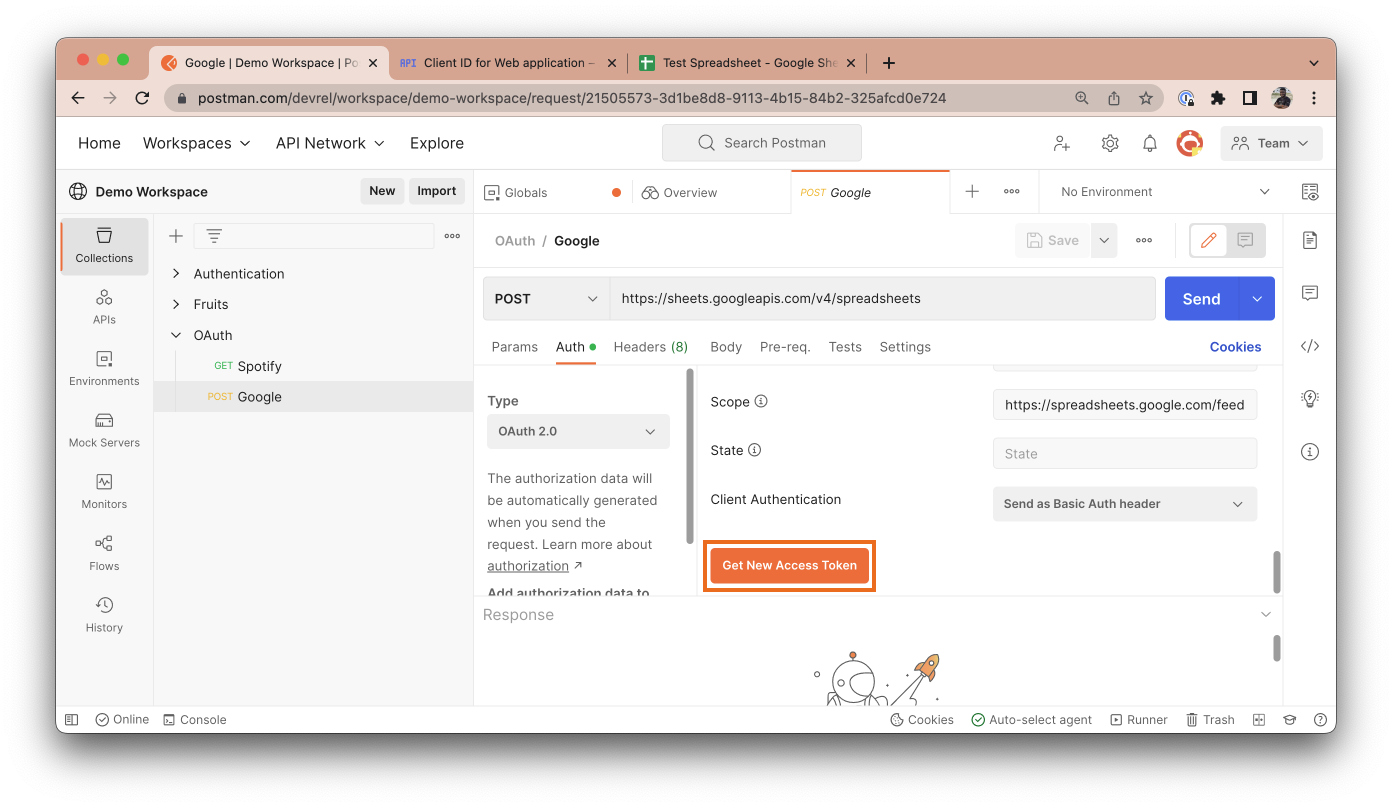 Google | Demo Workspace | Po
API Client ID for Web application –
Test Spreadsheet - Google She
postman.com/devrel/workspace/demo-workspace/request/21505573-3d1be8d8-9113-4b15-84b2-325afcd0e724
Home Workspaces API Network Explore
Search Postman
Team
Demo Workspace
New Import
Globals
Overview
POST Google
No Environment
Collections
APIs
Environments
Mock Servers
Monitors
Flows
History
Authentication
Fruits
OAuth
GET Spotify
POST Google
OAuth / Google
Save
POST https://sheets.googleapis.com/v4/spreadsheets
Send
Params Auth Headers (8) Body Pre-req. Tests Settings
Cookies
Type
OAuth 2.0
The authorization data will
be automatically generated
when you send the
request. Learn more about
authorization ↗
Add authorization data to
Scope https://spreadsheets.google.com/feed
State State
Client Authentication Send as Basic Auth header
Get New Access Token
Response
Online Console
Cookies Auto-select agent Runner Trash